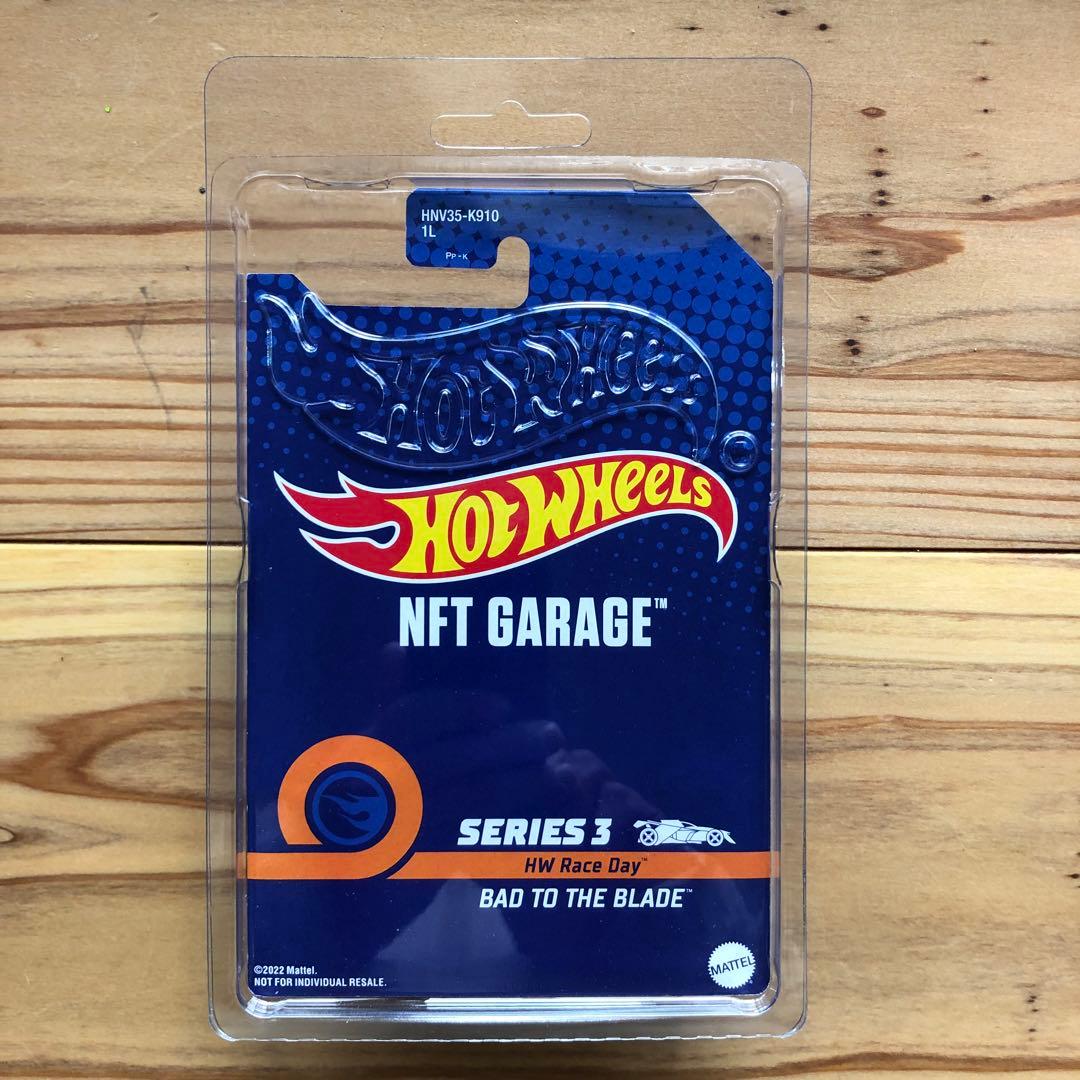 HNV35-K910
1L
PP-K
HOT WHEELS
HOT WHEELS
NFT GARAGE™
SERIES 3
HW Race Day™
BAD TO THE BLADE™
©2022 Mattel.
NOT FOR INDIVIDUAL RESALE.
MATTEL